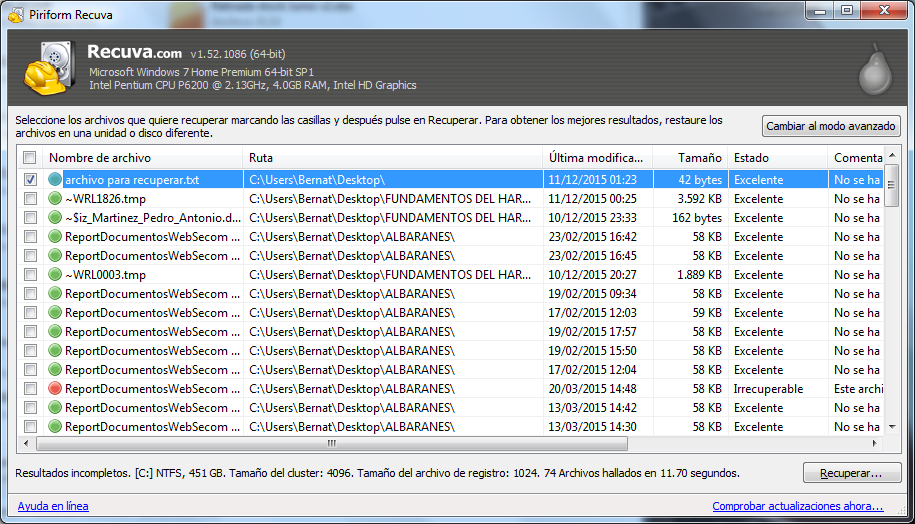 Piriform Recuva
Recuva.com v1.52.1086 (64-bit)
Microsoft Windows 7 Home Premium 64-bit SP1
Intel Pentium CPU P6200 @ 2.13GHz, 4.0GB RAM, Intel HD Graphics
Seleccione los archivos que quiere recuperar marcando las casillas y después pulse en Recuperar. Para obtener los mejores resultados, restaure los
archivos en una unidad o disco diferente.
Cambiar al modo avanzado
Nombre de archivo Ruta Última modifica... Tamaño Estado Comenta
archivo para recuperar.txt C:\Users\Bernat\Desktop\ 11/12/2015 01:23 42 bytes Excelente No se ha
~WRL1826.tmp C:\Users\Bernat\Desktop\FUNDAMENTOS DEL HAR... 11/12/2015 00:25 3.592 KB Excelente No se ha
~$iz_Martinez_Pedro_Antonio.d... C:\Users\Bernat\Desktop\FUNDAMENTOS DEL HAR... 10/12/2015 23:33 162 bytes Excelente No se ha
ReportDocumentosWebSecom ... C:\Users\Bernat\Desktop\ALBARANES\ 23/02/2015 16:42 58 KB Excelente No se ha
ReportDocumentosWebSecom ... C:\Users\Bernat\Desktop\ALBARANES\ 23/02/2015 16:45 58 KB Excelente No se ha
~WRL0003.tmp C:\Users\Bernat\Desktop\FUNDAMENTOS DEL HAR... 10/12/2015 20:27 1.889 KB Excelente No se ha
ReportDocumentosWebSecom ... C:\Users\Bernat\Desktop\ALBARANES\ 19/02/2015 09:34 58 KB Excelente No se ha
ReportDocumentosWebSecom ... C:\Users\Bernat\Desktop\ALBARANES\ 17/02/2015 12:03 59 KB Excelente No se ha
ReportDocumentosWebSecom ... C:\Users\Bernat\Desktop\ALBARANES\ 19/02/2015 17:57 58 KB Excelente No se ha
ReportDocumentosWebSecom ... C:\Users\Bernat\Desktop\ALBARANES\ 19/02/2015 15:50 58 KB Excelente No se ha
ReportDocumentosWebSecom ... C:\Users\Bernat\Desktop\ALBARANES\ 17/02/2015 12:04 58 KB Excelente No se ha
ReportDocumentosWebSecom ... C:\Users\Bernat\Desktop\ALBARANES\ 20/03/2015 14:48 58 KB Irrecuperable Este archi
ReportDocumentosWebSecom ... C:\Users\Bernat\Desktop\ALBARANES\ 13/03/2015 14:42 58 KB Excelente No se ha
ReportDocumentosWebSecom ... C:\Users\Bernat\Desktop\ALBARANES\ 13/03/2015 14:30 58 KB Excelente No se ha
Resultados incompletos. [C:] NTFS, 451 GB. Tamaño del cluster: 4096. Tamaño del archivo de registro: 1024. 74 Archivos hallados en 11.70 segundos.
Recuperar...
Ayuda en línea Comprobar actualizaciones ahora...